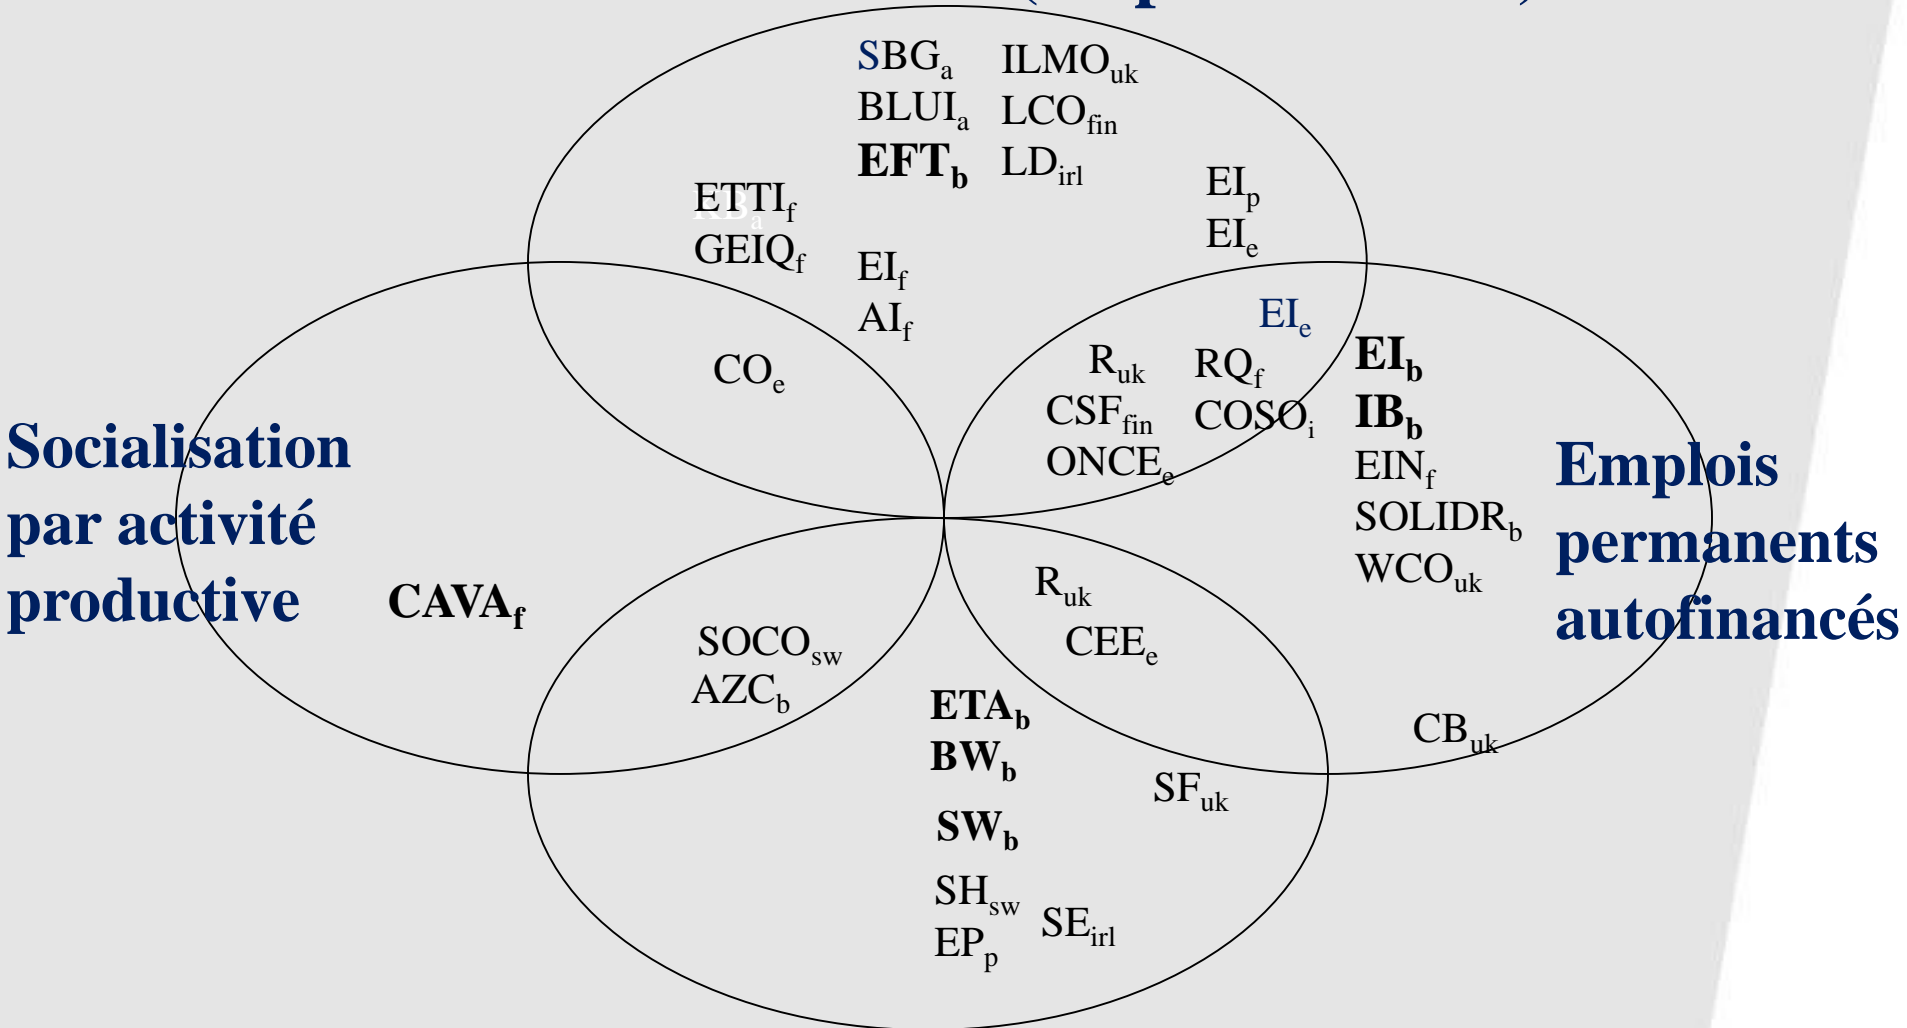 SBGa ILMOuk
BLUIa LCOfin
EFTb LDirl
ETTIf
GEIQf
EIp
EIe
EIf
AIf
COe
EIe
Ruk RQf
CSFfin COSOi
ONCEe
EIb
IBb
EINf
SOLIDRb
WCOuk
Socialisation
par activité
productive
Emplois
permanents
autofinancés
CAVAf
SOCOsw
AZCb
Ruk
CEEe
ETAb
BWb
SWb
SFuk
CBuk
SHsw
EPp
SEirl